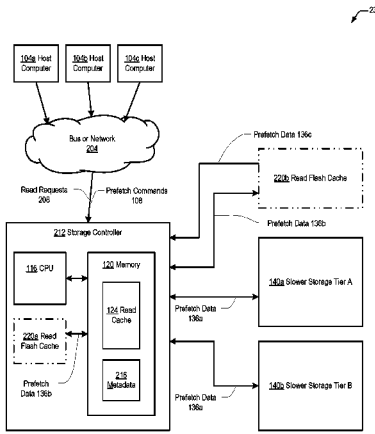 104a Host
Computer
104b Host
Computer
104c Host
Computer
Bus or Network
204
Read Requests
206
Prefetch Commands
108
Prefetch Data 136c
220b Read Flash Cache
Prefetch Data 136b
212 Storage Controller
116 CPU
120 Memory
124 Read
Cache
220a Read
Flash Cache
216
Metadata
Prefetch
Data 136b
Prefetch Data
136a
140a Slower Storage Tier A
Prefetch Data
136a
140b Slower Storage Tier B